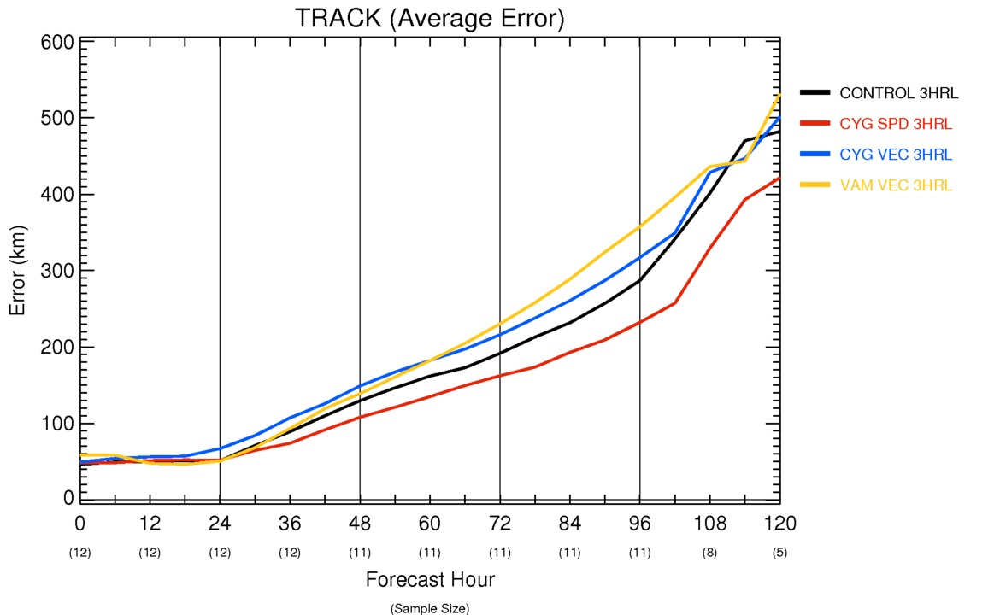 TRACK (Average Error)
600
500
400
300
200
100
0
Error (km)
0 12 24 36 48 60 72 84 96 108 120
(12) (12) (12) (12) (11) (11) (11) (11) (11) (8) (5)
Forecast Hour
(Sample Size)
CONTROL 3HRL
CYG SPD 3HRL
CYG VEC 3HRL
VAM VEC 3HRL